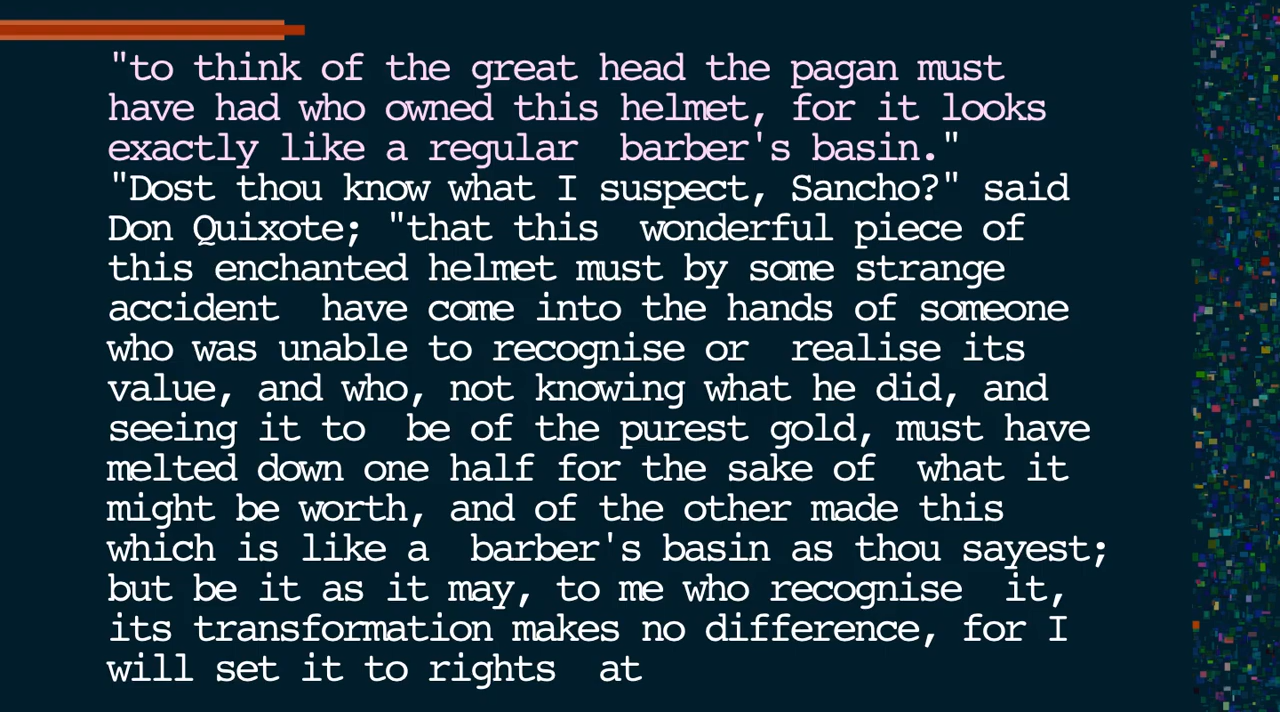 "to think of the great head the pagan must
have had who owned this helmet, for it looks
exactly like a regular  barber's basin."
"Dost thou know what I suspect, Sancho?" said
Don Quixote; "that this  wonderful piece of
this enchanted helmet must by some strange
accident  have come into the hands of someone
who was unable to recognise or  realise its
value, and who, not knowing what he did, and
seeing it to  be of the purest gold, must have
melted down one half for the sake of  what it
might be worth, and of the other made this
which is like a  barber's basin as thou sayest;
but be it as it may, to me who recognise  it,
its transformation makes no difference, for I
will set it to rights  at